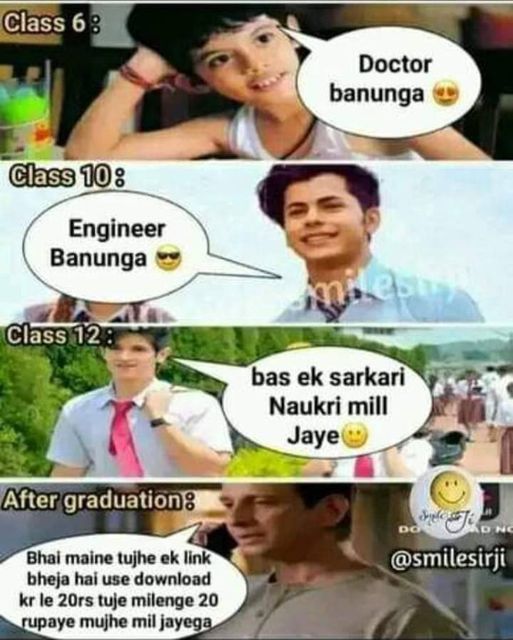 Class 6 :
Doctor
banunga 😍
Class 10 :
Engineer
Banunga 😎
smilesirji
Class 12 :
bas ek sarkari
Naukri mill
Jaye🙂
After graduation :
Bhai maine tujhe ek link
bheja hai use download
kr le 20rs tuje milenge 20
rupaye mujhe mil jayega
@smilesirji